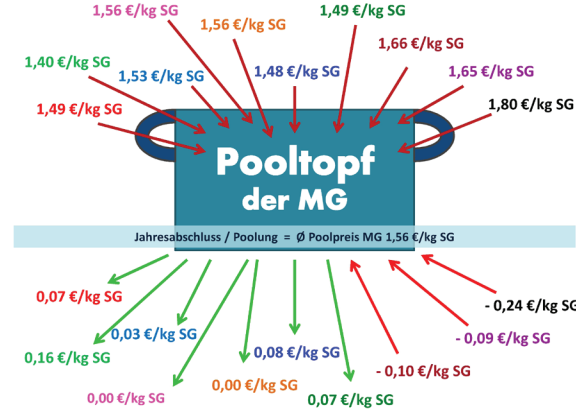 1,56 €/kg SG
1,56 €/kg SG
1,49 €/kg SG
1,40 €/kg SG
1,53 €/kg SG
1,48 €/kg SG
1,66 €/kg SG
1,65 €/kg SG
1,49 €/kg SG
1,80 €/kg SG
Pooltopf
der MG
Jahresabschluss / Poolung = Ø Poolpreis MG 1,56 €/kg SG
0,07 €/kg SG
0,16 €/kg SG
0,03 €/kg SG
0,00 €/kg SG
0,00 €/kg SG
0,08 €/kg SG
0,07 €/kg SG
- 0,10 €/kg SG
- 0,09 €/kg SG
- 0,24 €/kg SG